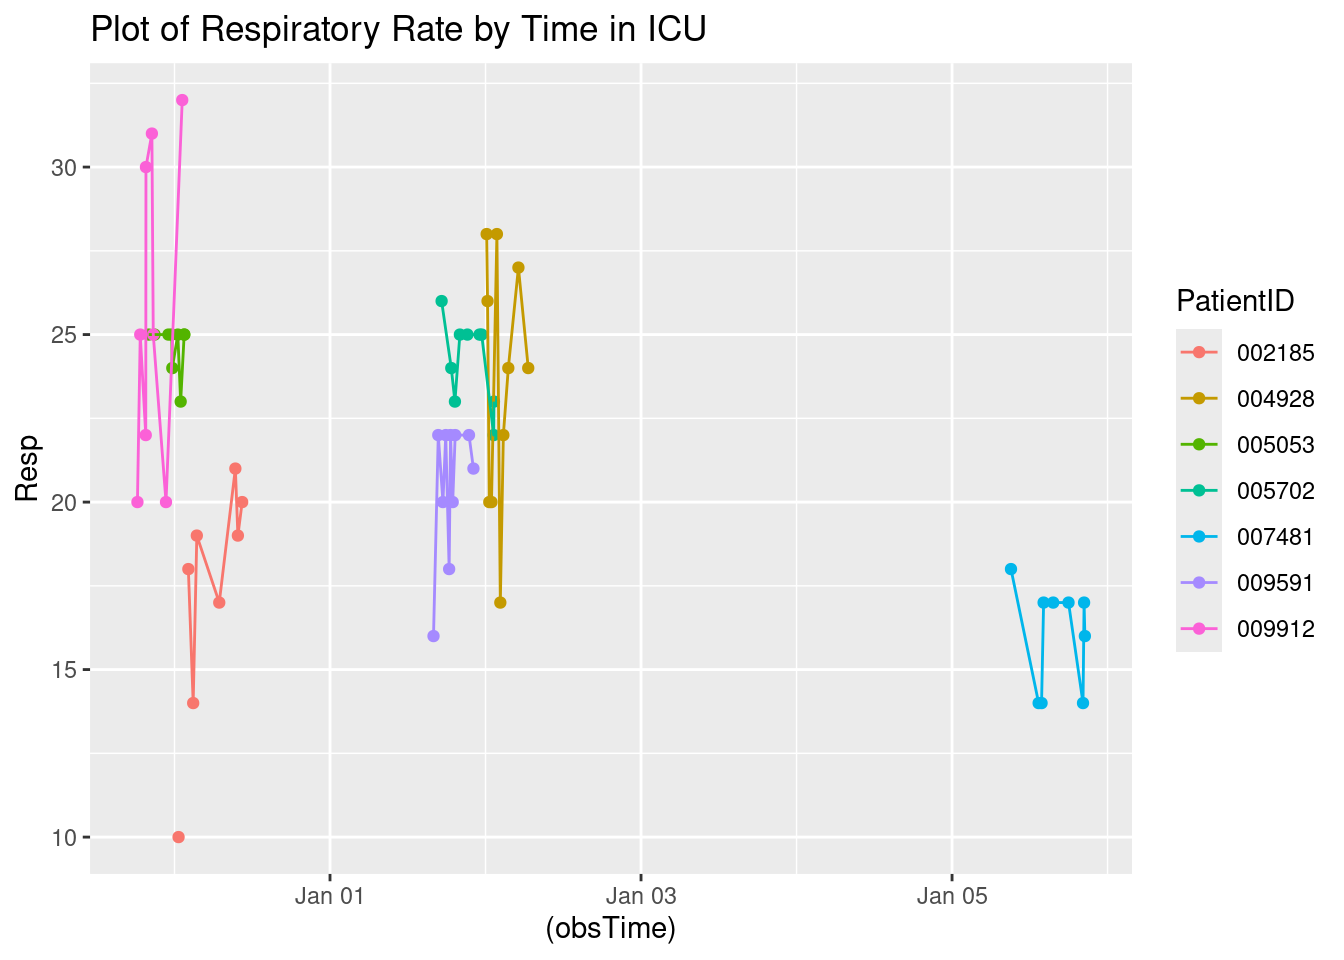 Plot of Respiratory Rate by Time in ICU
Resp
30
25
20
15
10
Jan 01
Jan 03
Jan 05
(obsTime)
PatientID
002185
004928
005053
005702
007481
009591
009912